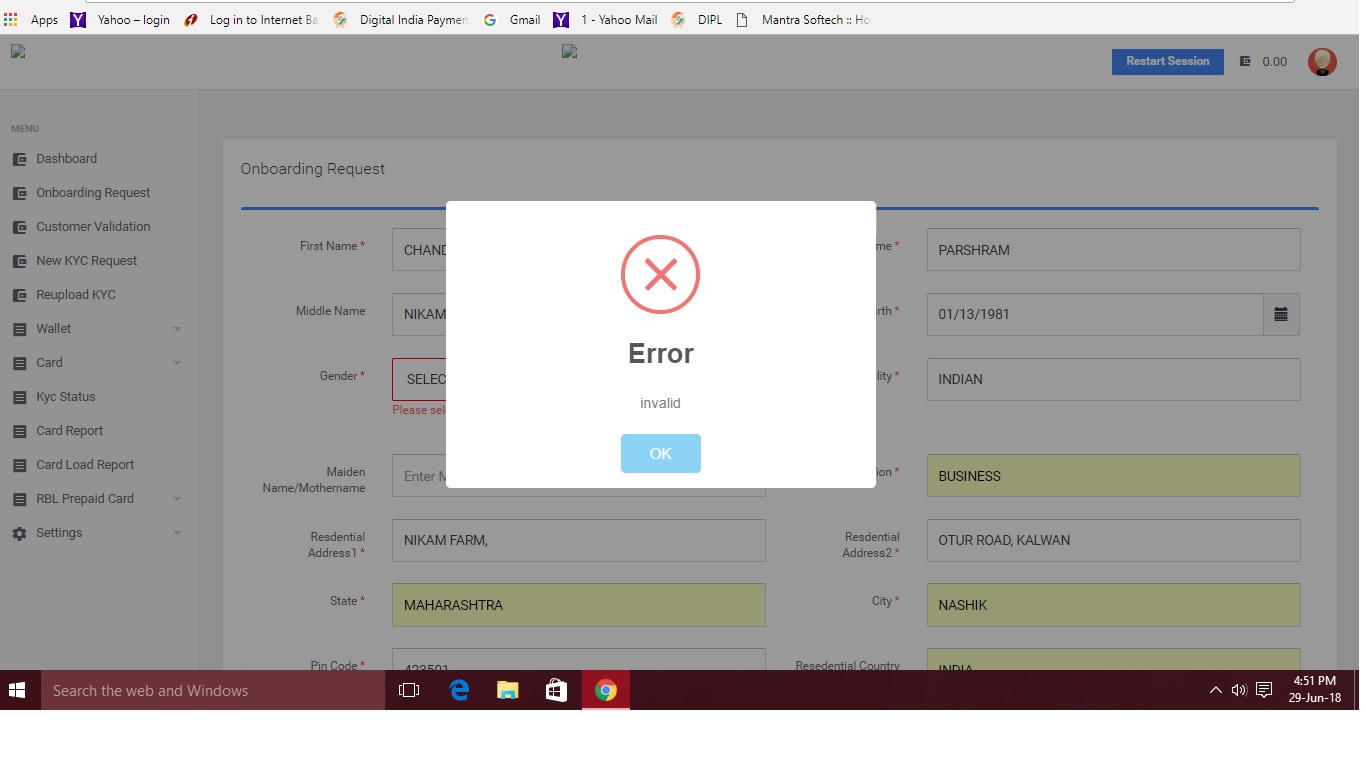 Apps Yahoo – login Log in to Internet Ba Digital India Paymen Gmail 1 - Yahoo Mail DIPL Mantra Softech :: Ho
Restart Session 0.00
MENU
Dashboard
Onboarding Request
Customer Validation
New KYC Request
Reupload KYC
Wallet
Card
Kyc Status
Card Report
Card Load Report
RBL Prepaid Card
Settings
Onboarding Request
First Name * CHAND me * PARSHRAM
Middle Name NIKAM irth * 01/13/1981
Gender * SELEC ality * INDIAN
Please sel
Error
invalid
OK
Maiden
Name/Mothername Enter M ion * BUSINESS
Resdential
Address1 * NIKAM FARM,
Resdential
Address2 * OTUR ROAD, KALWAN
State * MAHARASHTRA City * NASHIK
Pin Code * 423501 Resedential Country INDIA
Search the web and Windows
4:51 PM
29-Jun-18